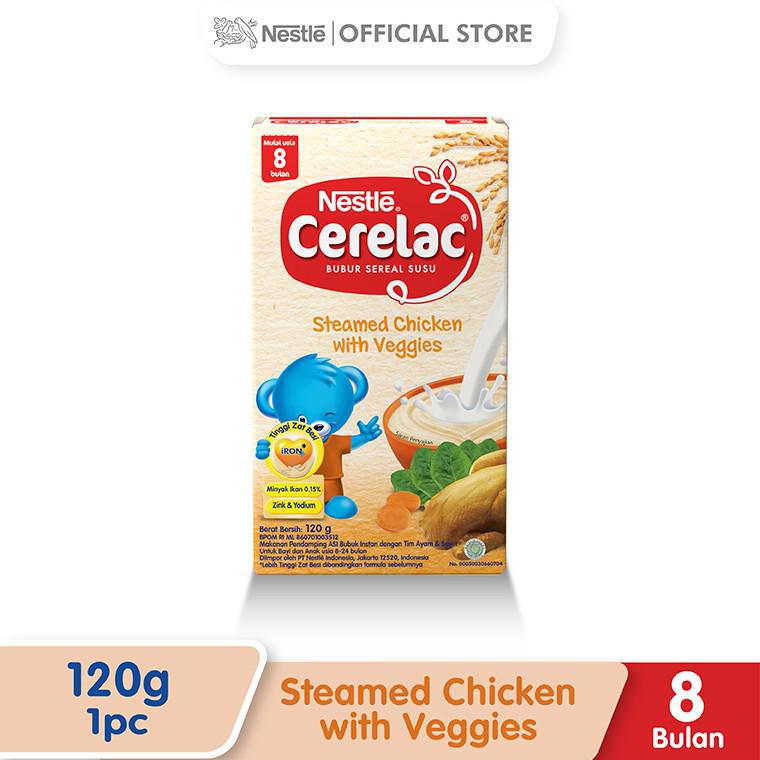 Nestlé | OFFICIAL STORE
Mulai usia
8
bulan
Nestlé®
Cerelac®
BUBUR SEREAL SUSU
Steamed Chicken
with Veggies
Saran Penyajian
Tinggi Zat Besi
iRON+
Minyak Ikan 0.15%
Zink & Yodium
Berat Bersih: 120 g
BPOM RI ML 860701003512
Makanan Pendamping ASI Bubuk Instan dengan Tim Ayam &
Untuk Bayi dan Anak usia 8-24 bulan
Diimpor oleh PT Nestlé Indonesia, Jakarta 12520, Indonesia
*Lebih Tinggi Zat Besi dibandingkan formula sebelumnya
No. 00050030660704
120g
1pc
Steamed Chicken
with Veggies
8
Bulan